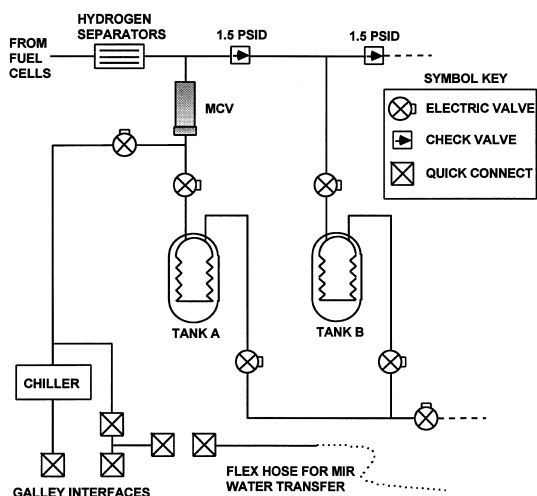 HYDROGEN
SEPARATORS
FROM
FUEL
CELLS
1.5 PSID
1.5 PSID
MCV
SYMBOL KEY
ELECTRIC VALVE
CHECK VALVE
QUICK CONNECT
TANK A
TANK B
CHILLER
GALLEY INTERFACES
FLEX HOSE FOR MIR
WATER TRANSFER